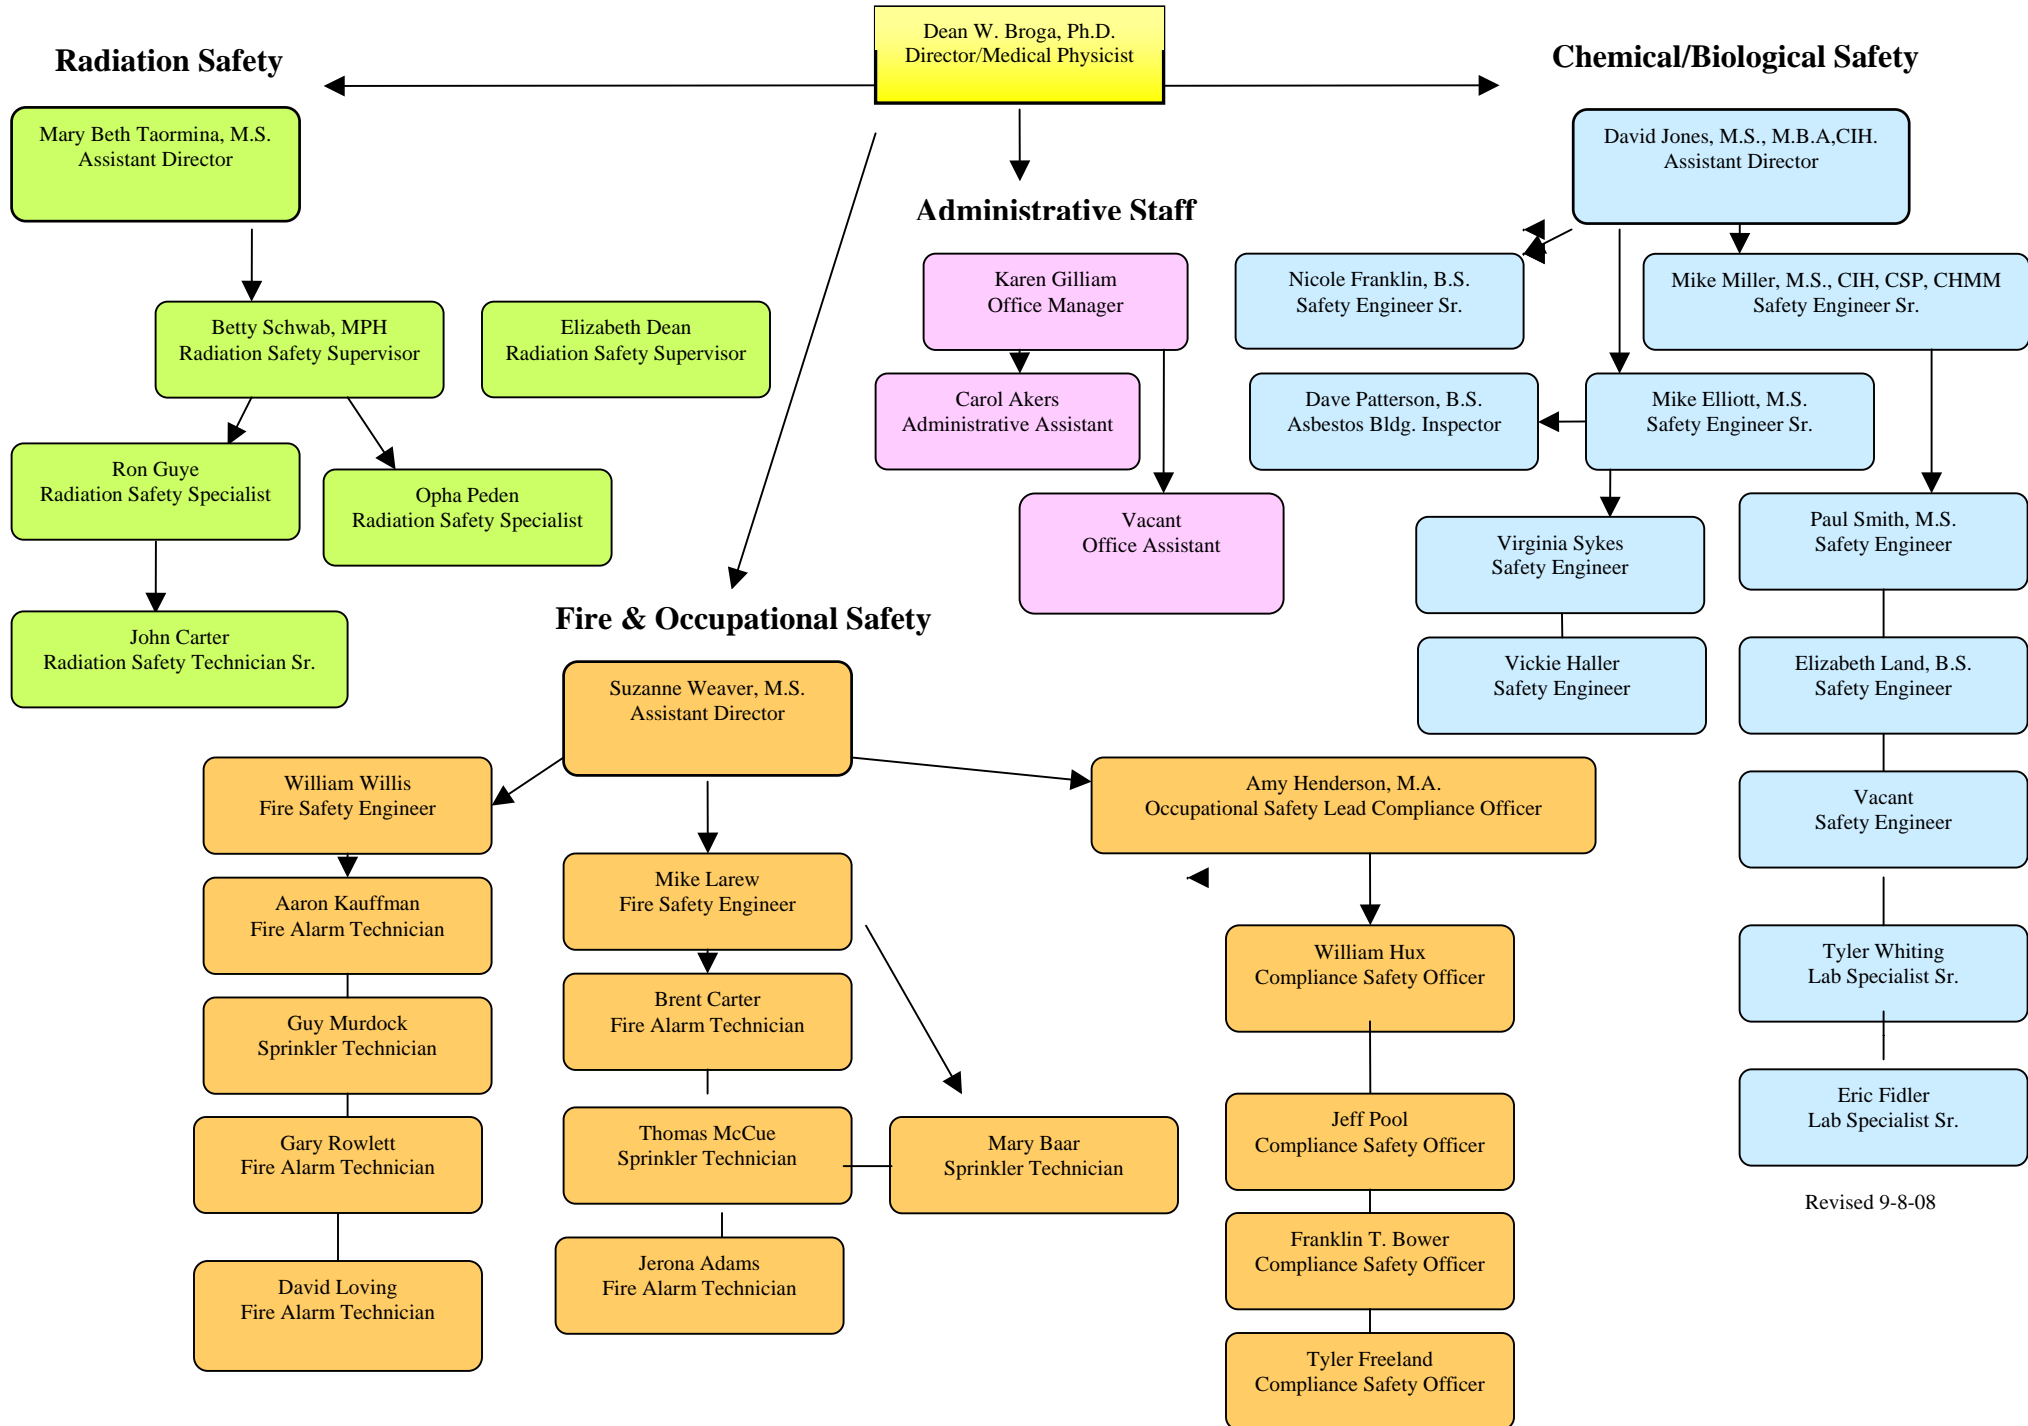 Dean W. Broga, Ph.D.
Director/Medical Physicist
Radiation Safety
Mary Beth Taormina, M.S.
Assistant Director
Betty Schwab, MPH
Radiation Safety Supervisor
Elizabeth Dean
Radiation Safety Supervisor
Ron Guye
Radiation Safety Specialist
Opha Peden
Radiation Safety Specialist
John Carter
Radiation Safety Technician Sr.
Administrative Staff
Karen Gilliam
Office Manager
Carol Akers
Administrative Assistant
Vacant
Office Assistant
Chemical/Biological Safety
David Jones, M.S., M.B.A,CIH.
Assistant Director
Nicole Franklin, B.S.
Safety Engineer Sr.
Mike Miller, M.S., CIH, CSP, CHMM
Safety Engineer Sr.
Dave Patterson, B.S.
Asbestos Bldg. Inspector
Mike Elliott, M.S.
Safety Engineer Sr.
Virginia Sykes
Safety Engineer
Vickie Haller
Safety Engineer
Paul Smith, M.S.
Safety Engineer
Elizabeth Land, B.S.
Safety Engineer
Vacant
Safety Engineer
Tyler Whiting
Lab Specialist Sr.
Eric Fidler
Lab Specialist Sr.
Fire & Occupational Safety
Suzanne Weaver, M.S.
Assistant Director
William Willis
Fire Safety Engineer
Aaron Kauffman
Fire Alarm Technician
Guy Murdock
Sprinkler Technician
Gary Rowlett
Fire Alarm Technician
David Loving
Fire Alarm Technician
Mike Larew
Fire Safety Engineer
Brent Carter
Fire Alarm Technician
Thomas McCue
Sprinkler Technician
Mary Baar
Sprinkler Technician
Jerona Adams
Fire Alarm Technician
Amy Henderson, M.A.
Occupational Safety Lead Compliance Officer
William Hux
Compliance Safety Officer
Jeff Pool
Compliance Safety Officer
Franklin T. Bower
Compliance Safety Officer
Tyler Freeland
Compliance Safety Officer
Revised 9-8-08